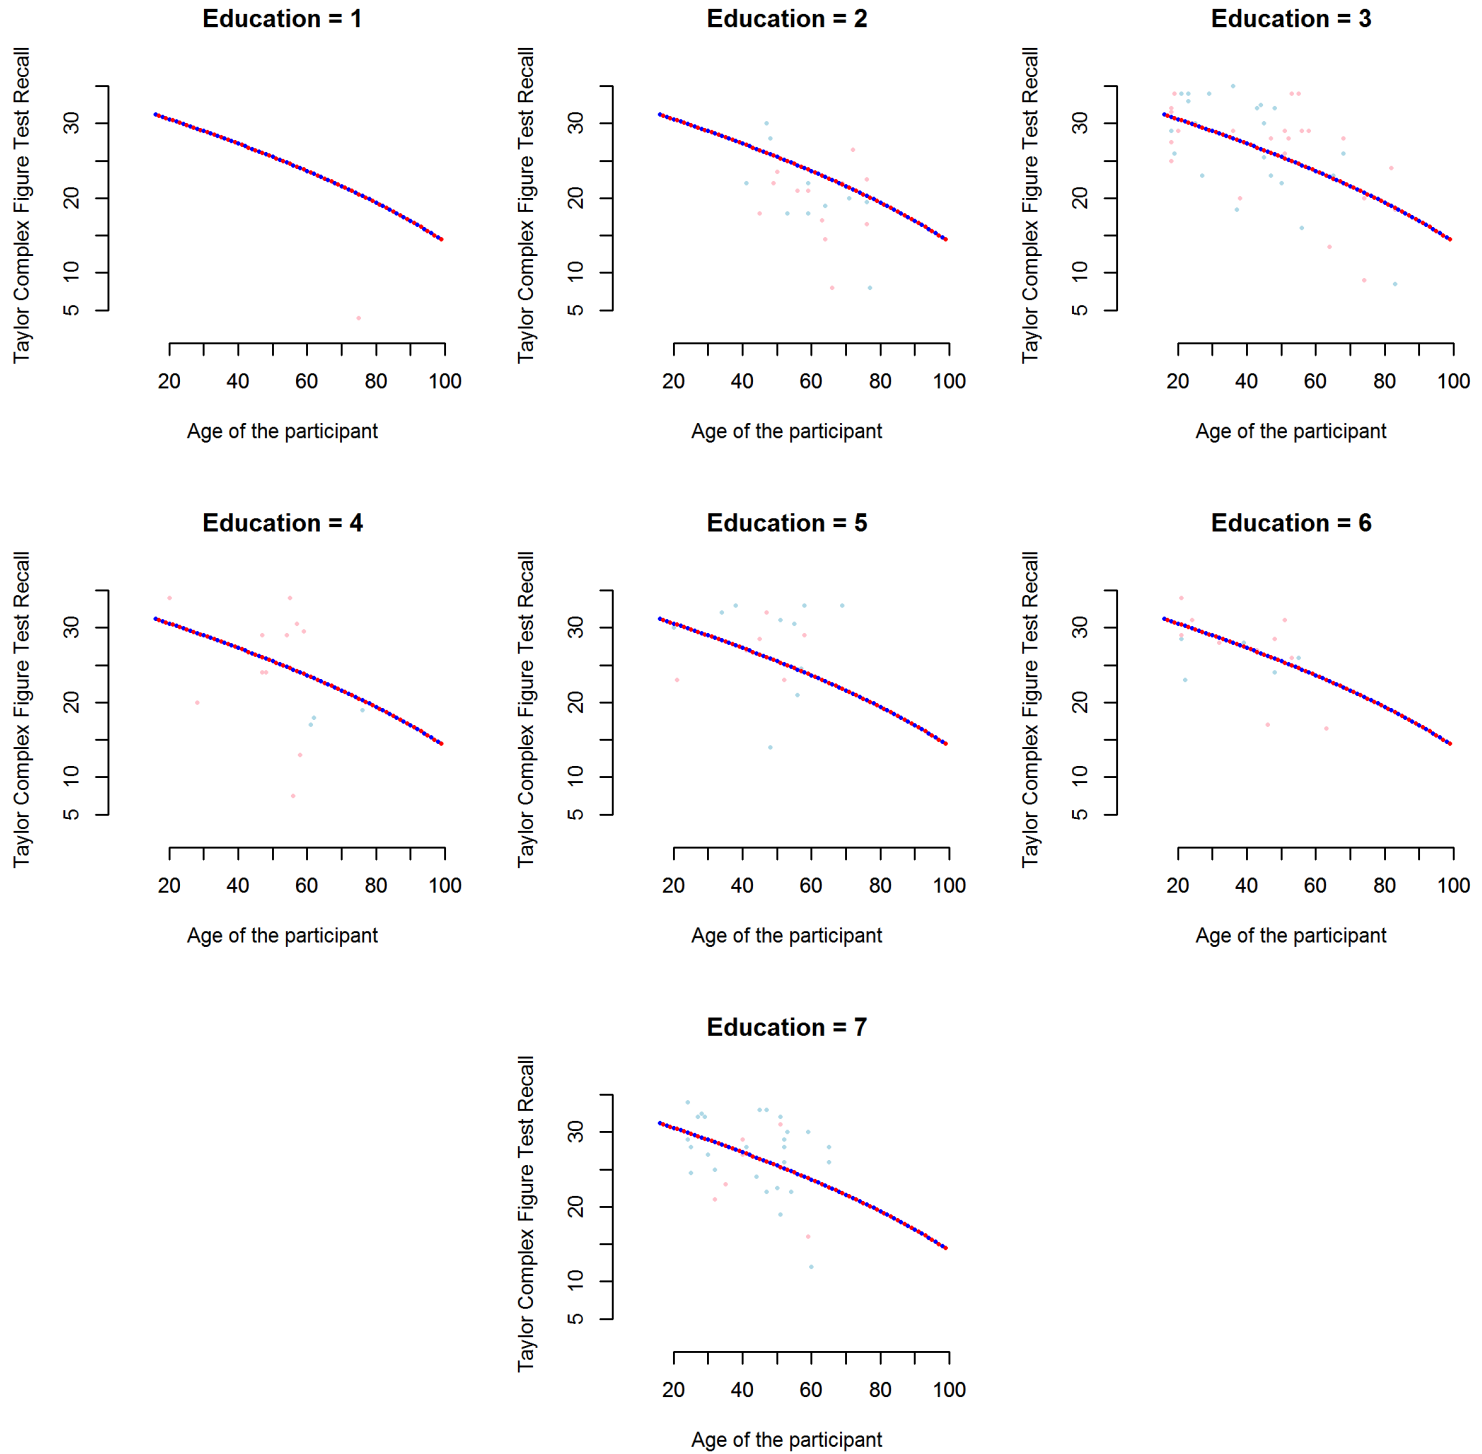 Education = 1
Taylor Complex Figure Test Recall
5 10 20 30
20 40 60 80 100
Age of the participant
Education = 2
Taylor Complex Figure Test Recall
5 10 20 30
20 40 60 80 100
Age of the participant
Education = 3
Taylor Complex Figure Test Recall
5 10 20 30
20 40 60 80 100
Age of the participant
Education = 4
Taylor Complex Figure Test Recall
5 10 20 30
20 40 60 80 100
Age of the participant
Education = 5
Taylor Complex Figure Test Recall
5 10 20 30
20 40 60 80 100
Age of the participant
Education = 6
Taylor Complex Figure Test Recall
5 10 20 30
20 40 60 80 100
Age of the participant
Education = 7
Taylor Complex Figure Test Recall
5 10 20 30
20 40 60 80 100
Age of the participant